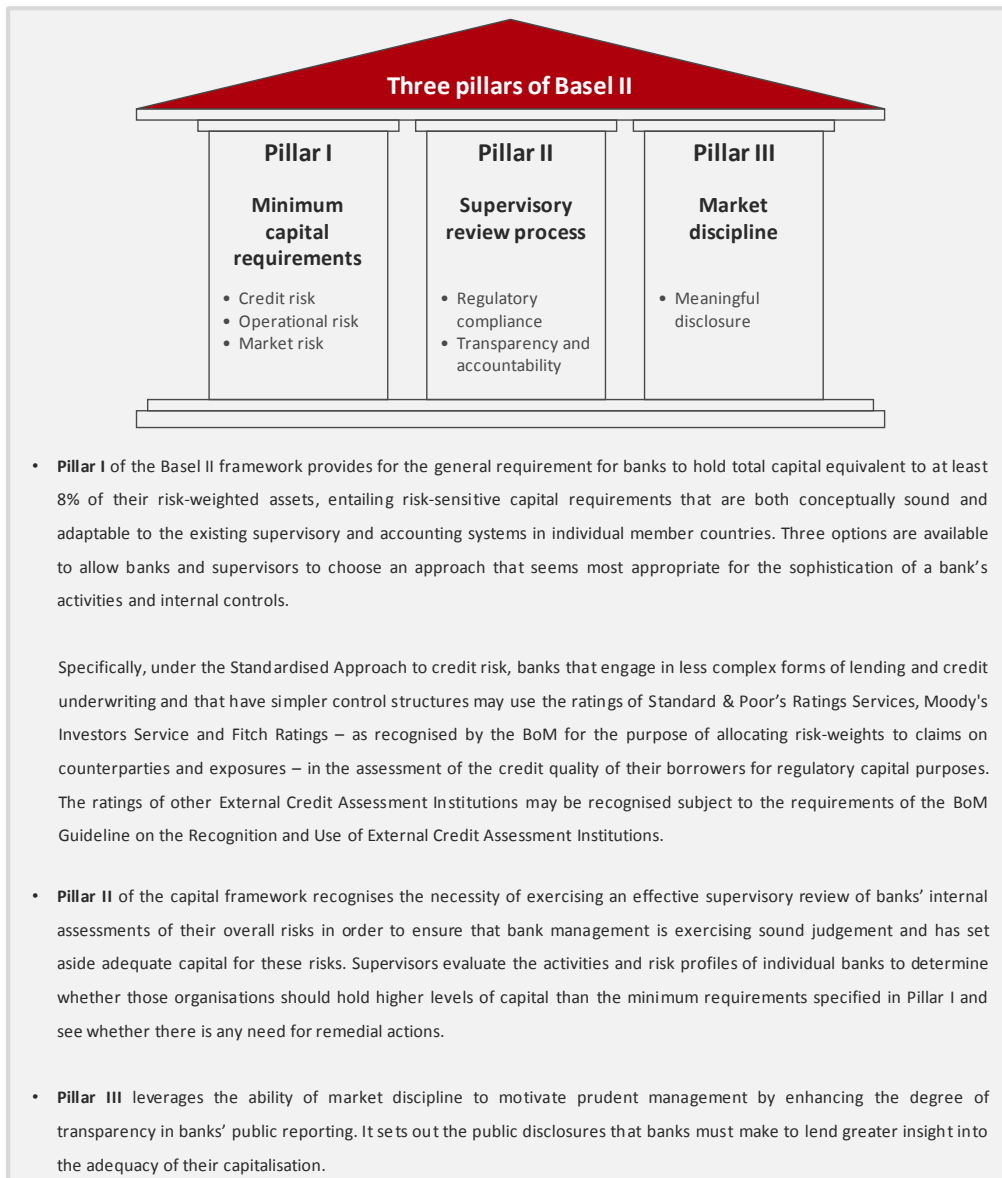 Three pillars of Basel II
Pillar I
Minimum
capital
requirements
• Credit risk
• Operational risk
• Market risk
Pillar II
Supervisory
review process
• Regulatory
compliance
• Transparency and
accountability
Pillar III
Market
discipline
• Meaningful
disclosure
• Pillar I of the Basel II framework provides for the general requirement for banks to hold total capital equivalent to at least
8% of their risk-weighted assets, entailing risk-sensitive capital requirements that are both conceptually sound and
adaptable to the existing supervisory and accounting systems in individual member countries. Three options are available
to allow banks and supervisors to choose an approach that seems most appropriate for the sophistication of a bank’s
activities and internal controls.
Specifically, under the Standardised Approach to credit risk, banks that engage in less complex forms of lending and credit
underwriting and that have simpler control structures may use the ratings of Standard & Poor’s Ratings Services, Moody's
Investors Service and Fitch Ratings – as recognised by the BoM for the purpose of allocating risk-weights to claims on
counterparties and exposures – in the assessment of the credit quality of their borrowers for regulatory capital purposes.
The ratings of other External Credit Assessment Institutions may be recognised subject to the requirements of the BoM
Guideline on the Recognition and Use of External Credit Assessment Institutions.
• Pillar II of the capital framework recognises the necessity of exercising an effective supervisory review of banks’ internal
assessments of their overall risks in order to ensure that bank management is exercising sound judgement and has set
aside adequate capital for these risks. Supervisors evaluate the activities and risk profiles of individual banks to determine
whether those organisations should hold higher levels of capital than the minimum requirements specified in Pillar I and
see whether there is any need for remedial actions.
• Pillar III leverages the ability of market discipline to motivate prudent management by enhancing the degree of
transparency in banks’ public reporting. It sets out the public disclosures that banks must make to lend greater insight into
the adequacy of their capitalisation.